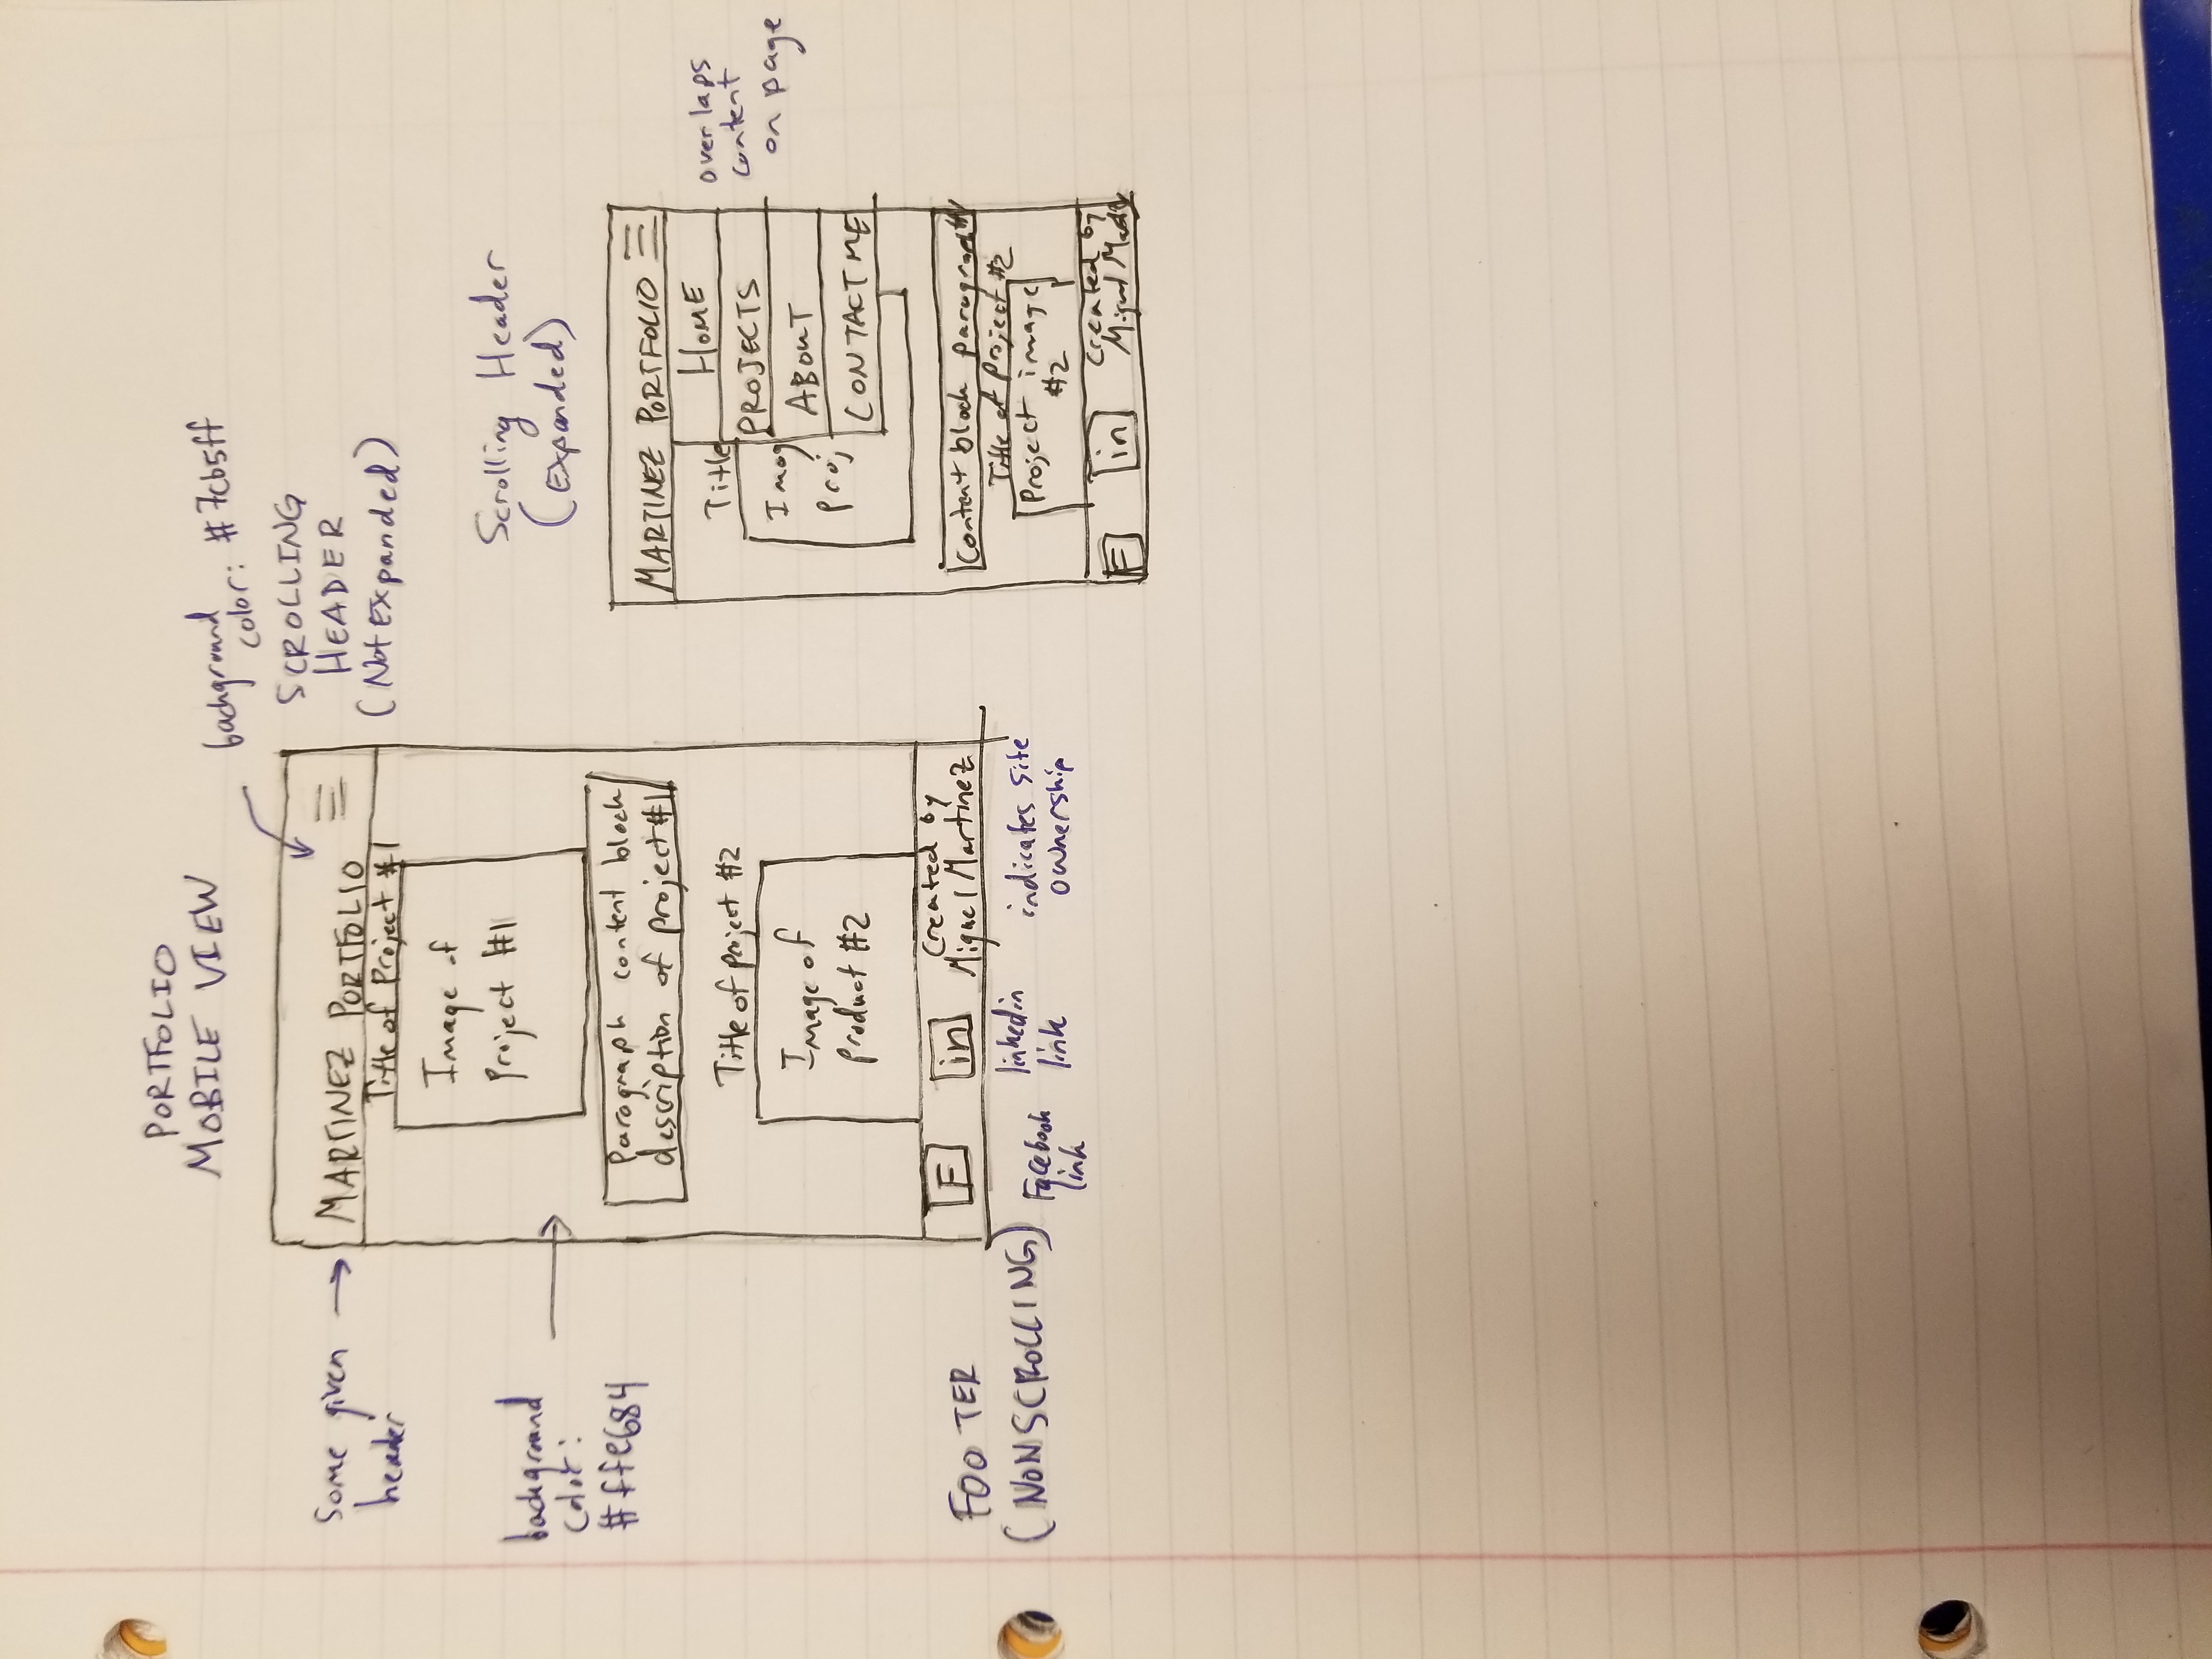 PORTFOLIO
MOBILE VIEW
background
color: #7cb5ff
SCROLLING
HEADER
(Not Expanded)
Some given
header
MARTINEZ PORTFOLIO
Title of Project #1
Image of
project #1
background
color:
#ffe684
Paragraph content block
description of project #1
Title of project #2
Image of
product #2
F
in
Created by
Miguel Martinez
FOOTER
(NONSCROLLING)
Facebook
link
linkedin
link
indicates site
ownership
Scrolling Header
(Expanded)
MARTINEZ PORTFOLIO
Title
HOME
Imag
proj
PROJECTS
ABOUT
CONTACT ME
overlaps
content
on page
Content block paragraph
Title of Project #2
Project image
#2
F
in
Created by
Miguel